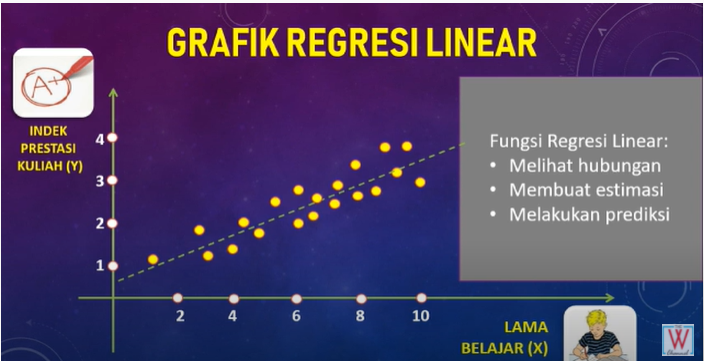 GRAFIK REGRESI LINEAR
A+
INDEK
PRESTASI
KULIAH (Y)
4
3
2
1
Fungsi Regresi Linear:
• Melihat hubungan
• Membuat estimasi
• Melakukan prediksi
2 4 6 8 10
LAMA
BELAJAR (X)
W